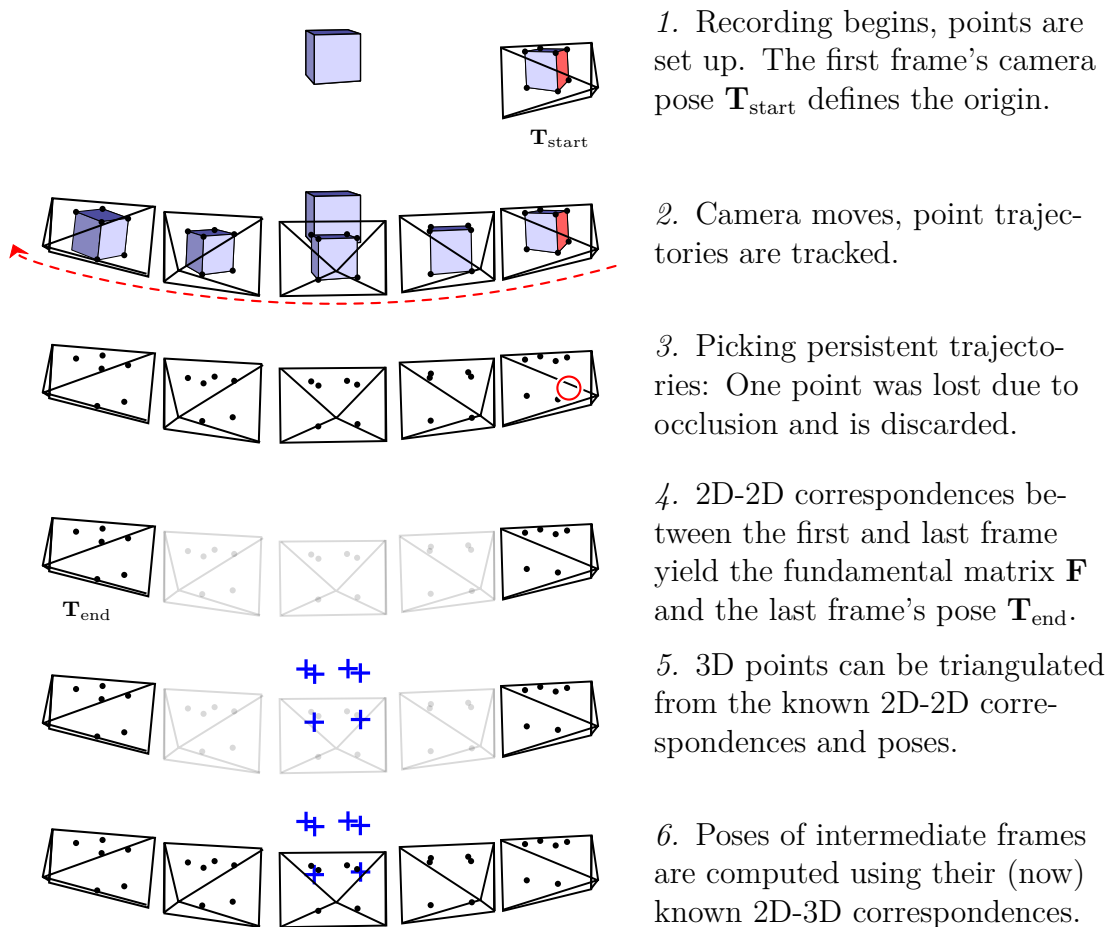 1. Recording begins, points are
set up. The first frame's camera
pose T_start defines the origin.
T_start
2. Camera moves, point trajec-
tories are tracked.
3. Picking persistent trajecto-
ries: One point was lost due to
occlusion and is discarded.
4. 2D-2D correspondences be-
tween the first and last frame
yield the fundamental matrix F
and the last frame's pose T_end.
T_end
5. 3D points can be triangulated
from the known 2D-2D corre-
spondences and poses.
6. Poses of intermediate frames
are computed using their (now)
known 2D-3D correspondences.